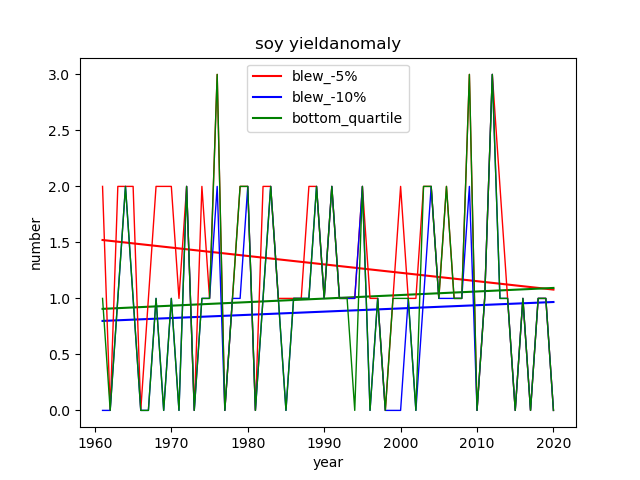 soy yieldanomaly
blew_-5%
blew_-10%
bottom_quartile
number
3.0
2.5
2.0
1.5
1.0
0.5
0.0
1960 1970 1980 1990 2000 2010 2020
year